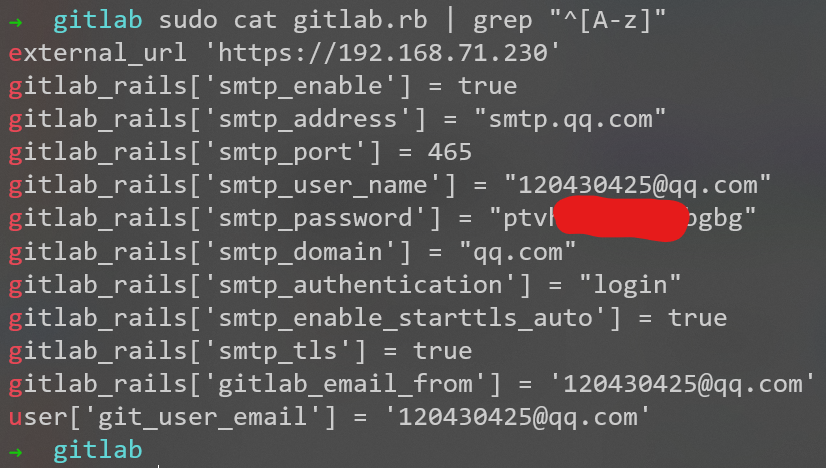 → gitlab sudo cat gitlab.rb | grep "^[A-z]"
external_url 'https://192.168.71.230'
gitlab_rails['smtp_enable'] = true
gitlab_rails['smtp_address'] = "smtp.qq.com"
gitlab_rails['smtp_port'] = 465
gitlab_rails['smtp_user_name'] = "120430425@qq.com"
gitlab_rails['smtp_password'] = "ptv bgbg"
gitlab_rails['smtp_domain'] = "qq.com"
gitlab_rails['smtp_authentication'] = "login"
gitlab_rails['smtp_enable_starttls_auto'] = true
gitlab_rails['smtp_tls'] = true
gitlab_rails['gitlab_email_from'] = '120430425@qq.com'
user['git_user_email'] = '120430425@qq.com'
→ gitlab